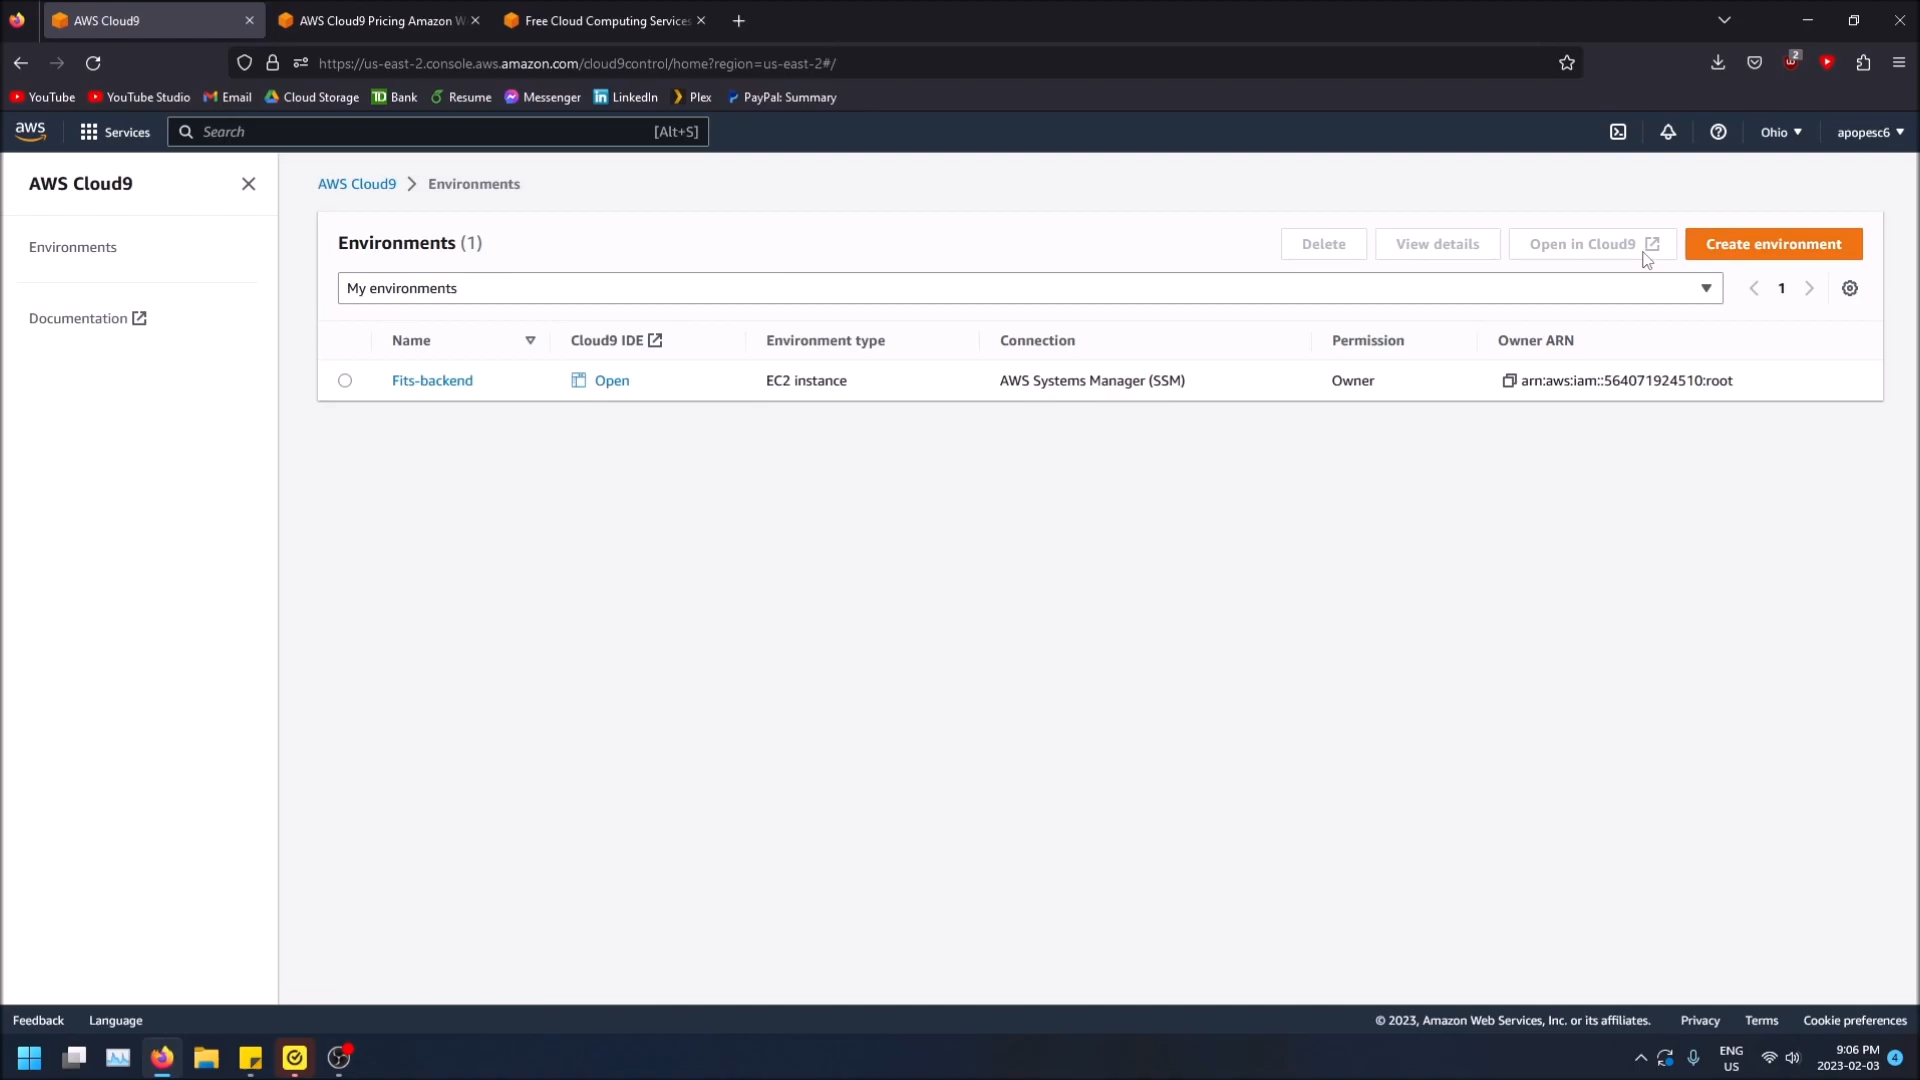 AWS Cloud9
AWS Cloud9 Pricing Amazon W
Free Cloud Computing Services
https://us-east-2.console.aws.amazon.com/cloud9control/home?region=us-east-2#/
2
YouTube
YouTube Studio
Email
Cloud Storage
Bank
Resume
Messenger
LinkedIn
Plex
PayPal: Summary
aws
Services
Search
[Alt+S]
Ohio
apopesc6
AWS Cloud9
Environments
Documentation
AWS Cloud9 > Environments
Environments (1)
Delete
View details
Open in Cloud9
Create environment
My environments
1
Name
Cloud9 IDE
Environment type
Connection
Permission
Owner ARN
Fits-backend
Open
EC2 instance
AWS Systems Manager (SSM)
Owner
arn:aws:iam::564071924510:root
Feedback
Language
© 2023, Amazon Web Services, Inc. or its affiliates.
Privacy
Terms
Cookie preferences
ENG
US
9:06 PM
2023-02-03
4